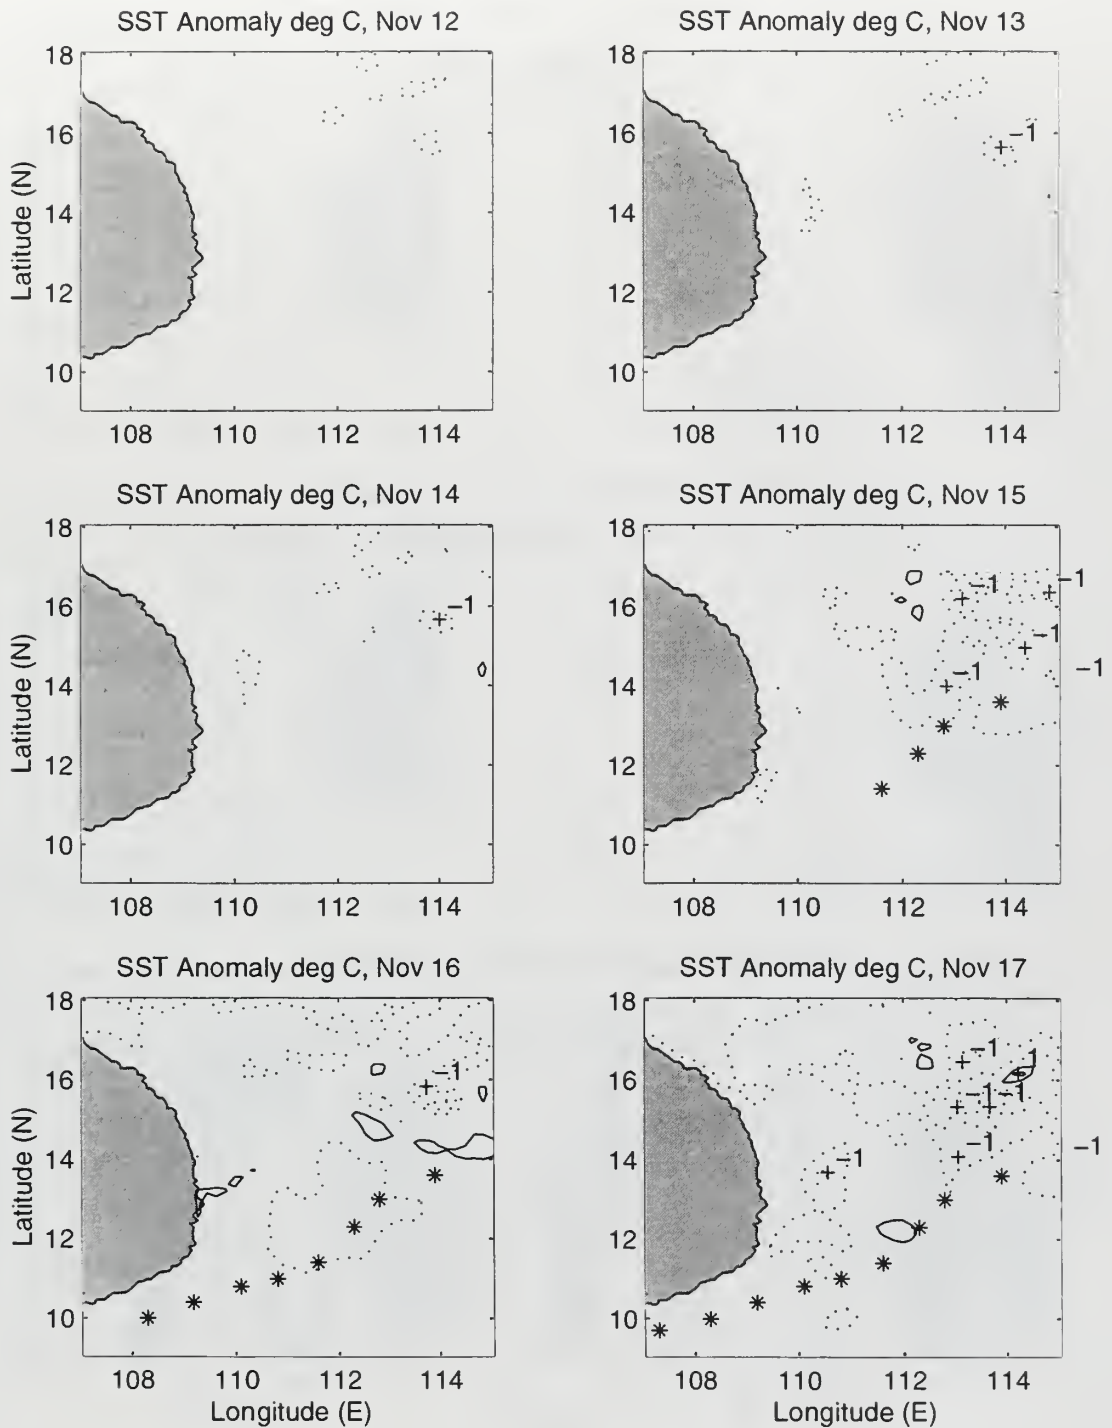 SST Anomaly deg C, Nov 12
SST Anomaly deg C, Nov 13
18
16
14
12
10
Latitude (N)
108 110 112 114
18
16
14
12
10
−1
108 110 112 114
SST Anomaly deg C, Nov 14
SST Anomaly deg C, Nov 15
18
16
14
12
10
Latitude (N)
−1
108 110 112 114
18
16
14
12
10
−1
−1
−1
−1
−1
108 110 112 114
SST Anomaly deg C, Nov 16
SST Anomaly deg C, Nov 17
18
16
14
12
10
Latitude (N)
−1
108 110 112 114
Longitude (E)
18
16
14
12
10
−1
1
−1
−1
−1
−1
−1
108 110 112 114
Longitude (E)